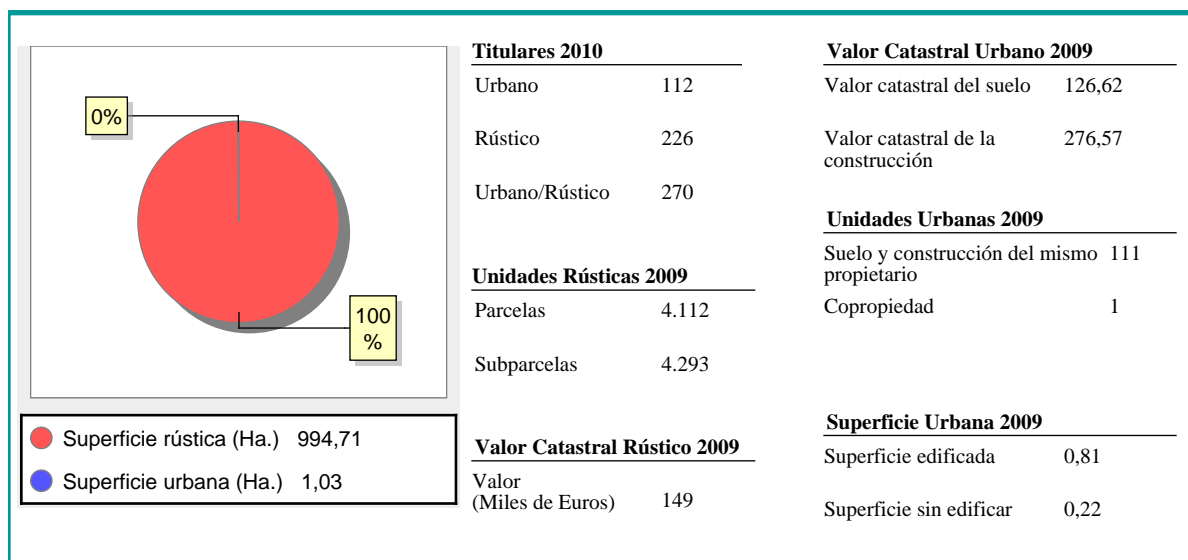 0%
100
%
Superficie rústica (Ha.) 994,71
Superficie urbana (Ha.) 1,03
Titulares 2010
Urbano 112
Rústico 226
Urbano/Rústico 270
Unidades Rústicas 2009
Parcelas 4.112
Subparcelas 4.293
Valor Catastral Rústico 2009
Valor
(Miles de Euros) 149
Valor Catastral Urbano 2009
Valor catastral del suelo 126,62
Valor catastral de la 276,57
construcción
Unidades Urbanas 2009
Suelo y construcción del mismo 111
propietario
Copropiedad 1
Superficie Urbana 2009
Superficie edificada 0,81
Superficie sin edificar 0,22